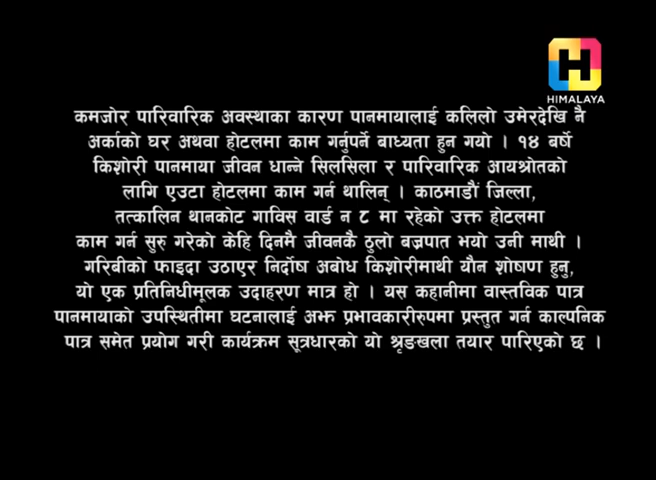 HIMALAYA
कमजोर पारिवारिक अवस्थाका कारण पानमायालाई कलिलो उमेरदेखि नै
अर्काको घर अथवा होटलमा काम गर्नुपर्ने बाध्यता हुन गयो । १४ बर्षे
किशोरी पानमाया जीवन धान्ने सिलसिला र पारिवारिक आयश्रोतको
लागि एउटा होटलमा काम गर्न थालिन् । काठमाडौं जिल्ला,
तत्कालिन थानकोट गाविस वार्ड न ८ मा रहेको उक्त होटलमा
काम गर्न सुरु गरेको केहि दिनमै जीवनकै ठुलो बज्रपात भयो उनी माथी ।
गरिबीको फाइदा उठाएर निर्दोष अबोध किशोरीमाथी यौन शोषण हुनु,
यो एक प्रतिनिधीमूलक उदाहरण मात्र हो । यस कहानीमा वास्तविक पात्र
पानमायाको उपस्थितीमा घटनालाई अझ प्रभावकारीरुपमा प्रस्तुत गर्न काल्पनिक
पात्र समेत प्रयोग गरी कार्यक्रम सूत्रधारको यो श्रृङखला तयार पारिएको छ ।